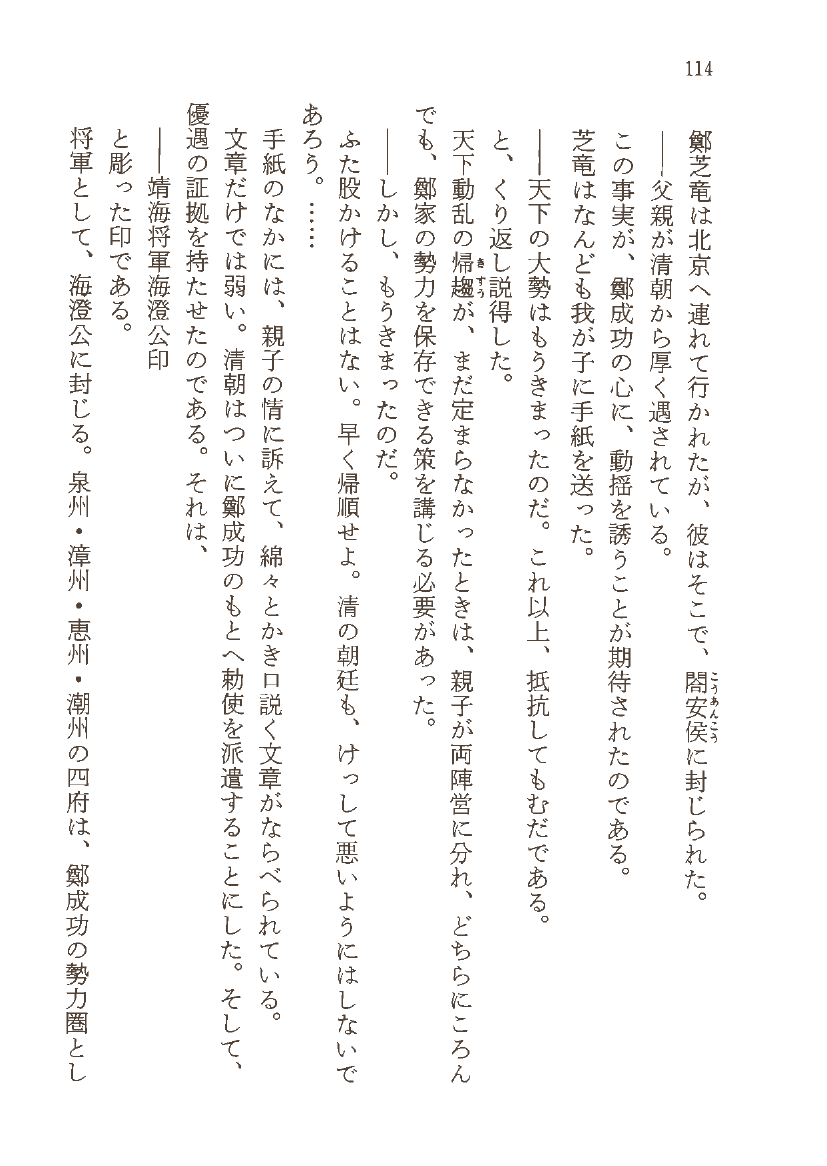 114
鄭芝竜は北京へ連れて行かれたが、彼はそこで、閤安侯に封じられた。
こうあんこう
――父親が清朝から厚く遇されている。
この事実が、鄭成功の心に、動揺を誘うことが期待されたのである。
芝竜はなんども我が子に手紙を送った。
――天下の大勢はもうきまったのだ。これ以上、抵抗してもむだである。
と、くり返し説得した。
天下動乱の帰趨が、まだ定まらなかったときは、親子が両陣営に分れ、どちらにころん
きすう
でも、鄭家の勢力を保存できる策を講じる必要があった。
――しかし、もうきまったのだ。
ふた股かけることはない。早く帰順せよ。清の朝廷も、けっして悪いようにはしないで
あろう。……
手紙のなかには、親子の情に訴えて、綿々とかき口説く文章がならべられている。
文章だけでは弱い。清朝はついに鄭成功のもとへ勅使を派遣することにした。そして、
優遇の証拠を持たせたのである。それは、
――靖海将軍海澄公印
と彫った印である。
将軍として、海澄公に封じる。泉州・漳州・恵州・潮州の四府は、鄭成功の勢力圏とし